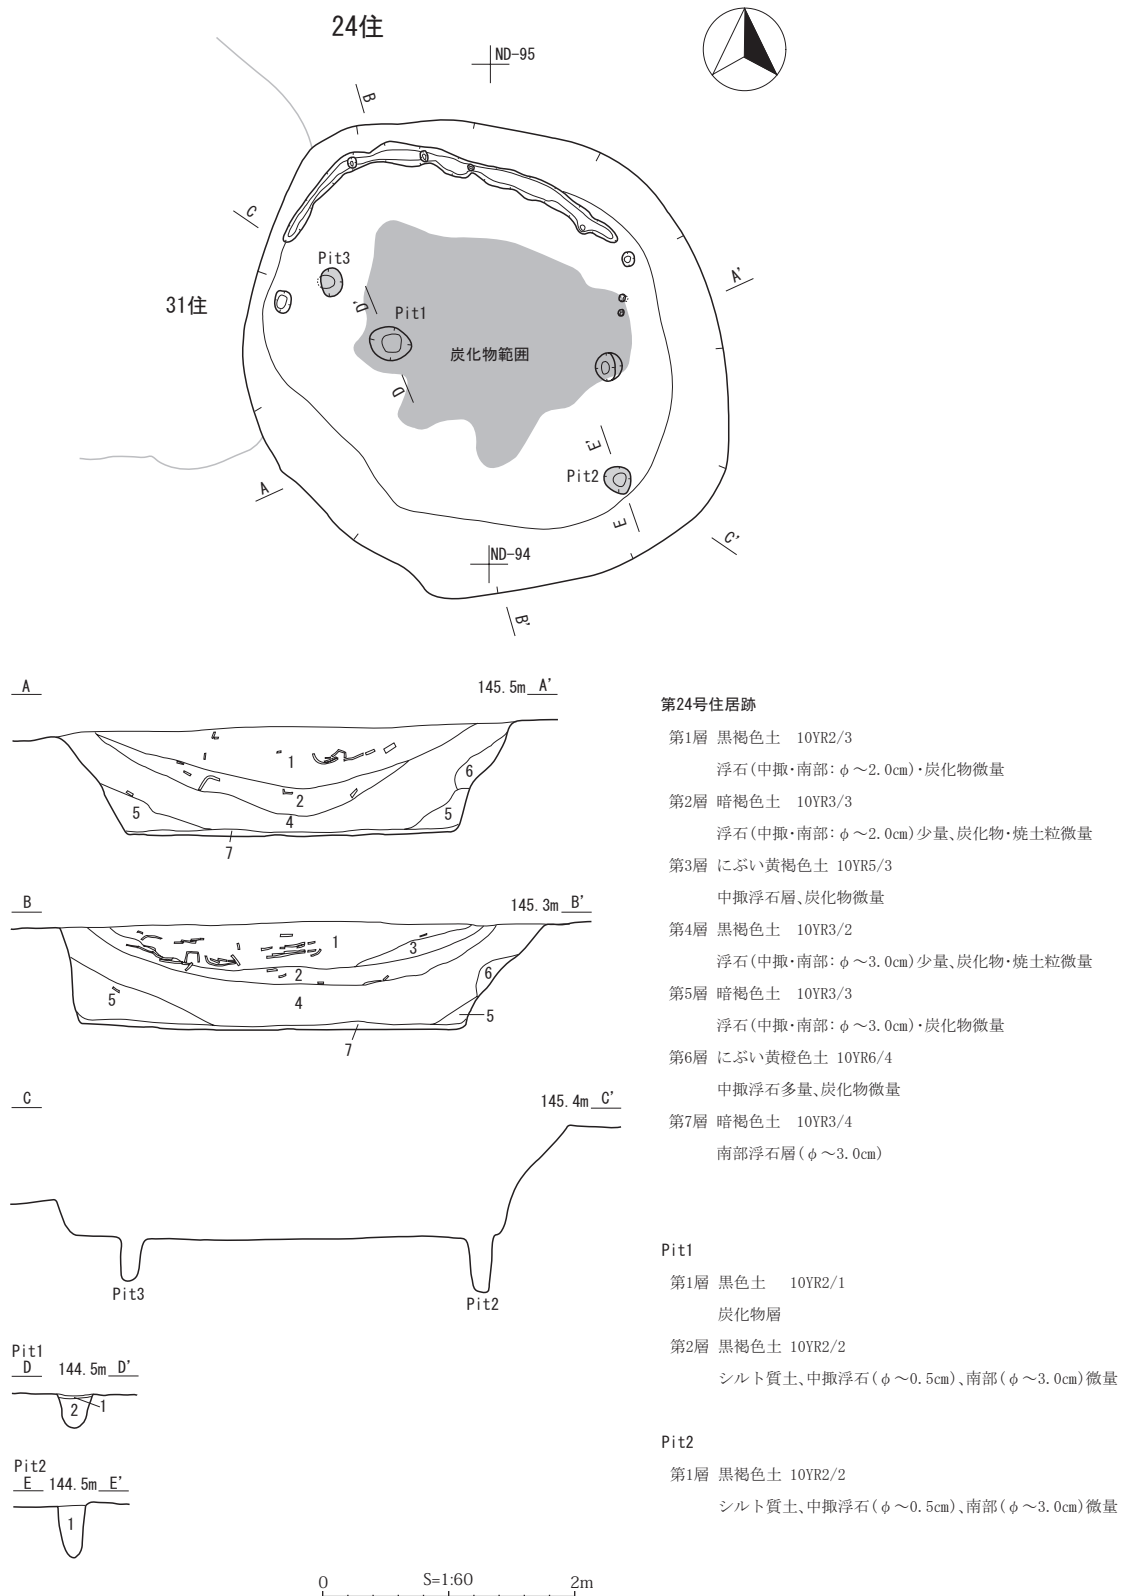 24住
ND-95
B
C
Pit3
A'
31住
D'
Pit1
炭化物範囲
D
E'
Pit2
A
E
C'
ND-94
B'
A
145.5m A'
1
6
2
5
5
4
7
B
145.3m B'
1
3
2
6
5
4
5
7
C
145.4m C'
Pit3
Pit2
Pit1
D 144.5m D'
2
1
Pit2
E 144.5m E'
1
0 S=1:60 2m
第24号住居跡
第1層 黒褐色土 10YR2/3
浮石(中掫・南部:φ～2.0cm)・炭化物微量
第2層 暗褐色土 10YR3/3
浮石(中掫・南部:φ～2.0cm)少量、炭化物・焼土粒微量
第3層 にぶい黄褐色土 10YR5/3
中掫浮石層、炭化物微量
第4層 黒褐色土 10YR3/2
浮石(中掫・南部:φ～3.0cm)少量、炭化物・焼土粒微量
第5層 暗褐色土 10YR3/3
浮石(中掫・南部:φ～3.0cm)・炭化物微量
第6層 にぶい黄橙色土 10YR6/4
中掫浮石多量、炭化物微量
第7層 暗褐色土 10YR3/4
南部浮石層(φ～3.0cm)
Pit1
第1層 黒色土 10YR2/1
炭化物層
第2層 黒褐色土 10YR2/2
シルト質土、中掫浮石(φ～0.5cm)、南部(φ～3.0cm)微量
Pit2
第1層 黒褐色土 10YR2/2
シルト質土、中掫浮石(φ～0.5cm)、南部(φ～3.0cm)微量